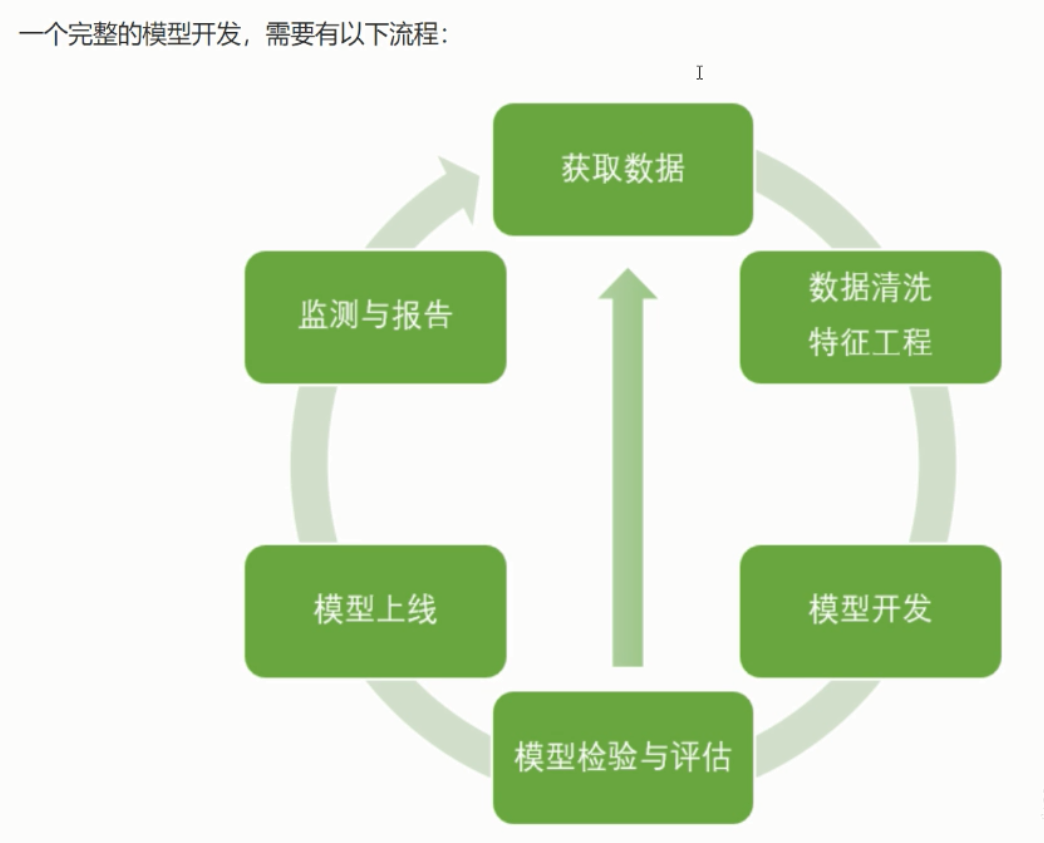 一个完整的模型开发，需要有以下流程：
获取数据
数据清洗
特征工程
模型开发
模型检验与评估
模型上线
监测与报告